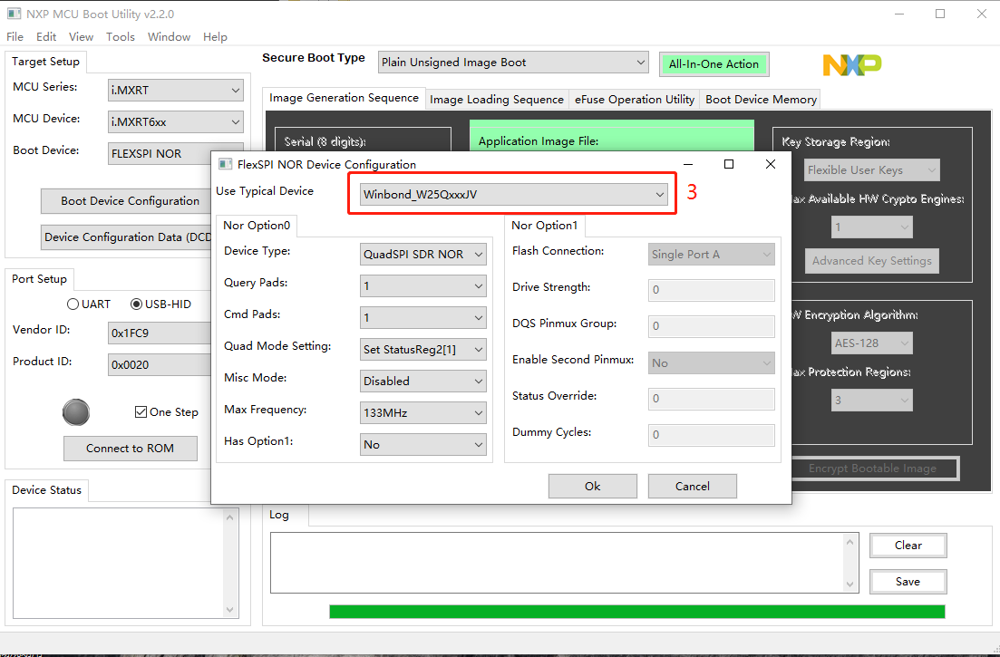 NXP MCU Boot Utility v2.2.0
File Edit View Tools Window Help
Target Setup
MCU Series: i.MXRT
MCU Device: i.MXRT6xx
Boot Device: FLEXSPI NOR
Boot Device Configuration
Device Configuration Data (DCD
Port Setup
UART USB-HID
Vendor ID: 0x1FC9
Product ID: 0x0020
One Step
Connect to ROM
Device Status
Secure Boot Type Plain Unsigned Image Boot All-In-One Action
NXP
Image Generation Sequence Image Loading Sequence eFuse Operation Utility Boot Device Memory
Serial (8 digits):
Application Image File:
Key Storage Region:
Flexible User Keys
ax Available HW Crypto Engines:
1
Advanced Key Settings
W Encryption Algorithm:
AES-128
ax Protection Regions:
3
Encrypt Bootable Image
FlexSPI NOR Device Configuration
Use Typical Device Winbond_W25QxxxJV 3
Nor Option0
Device Type: QuadSPI SDR NOR
Query Pads: 1
Cmd Pads: 1
Quad Mode Setting: Set StatusReg2[1]
Misc Mode: Disabled
Max Frequency: 133MHz
Has Option1: No
Nor Option1
Flash Connection: Single Port A
Drive Strength: 0
DQS Pinmux Group: 0
Enable Second Pinmux: No
Status Override: 0
Dummy Cycles: 0
Ok Cancel
Log
Clear
Save